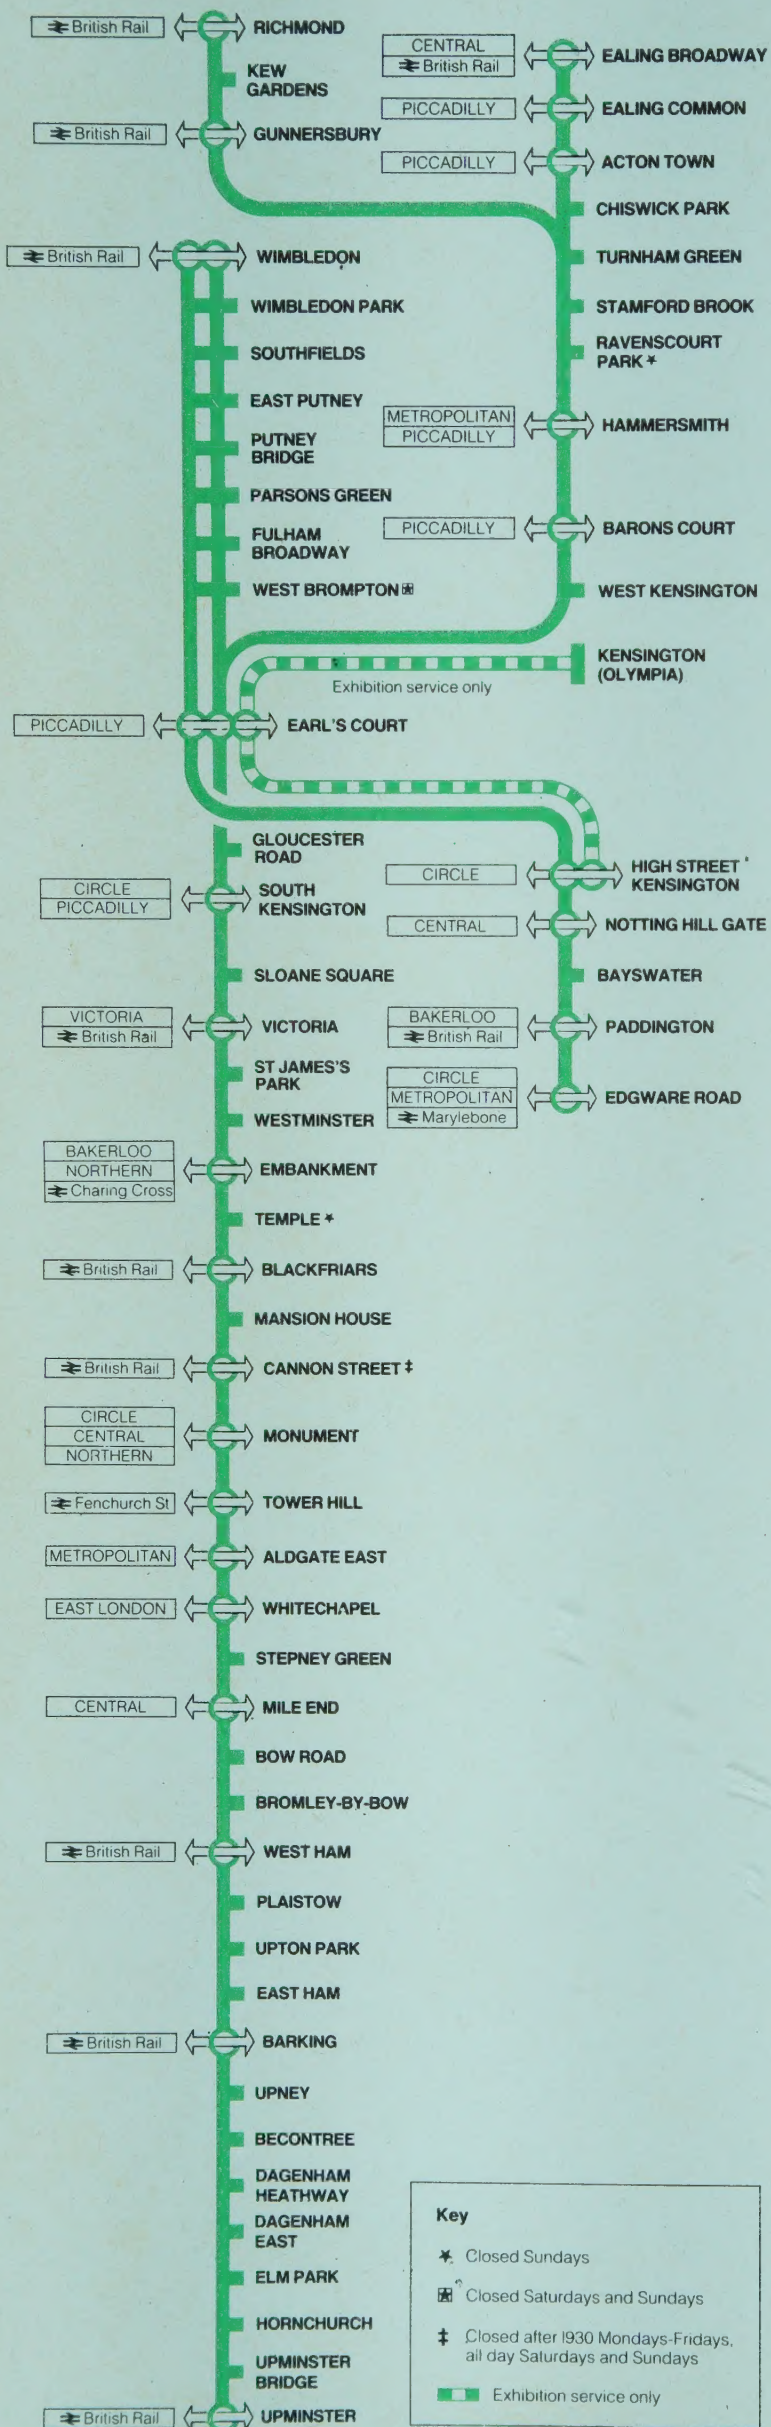 British Rail
RICHMOND
KEW
GARDENS
British Rail
GUNNERSBURY
CENTRAL
British Rail
EALING BROADWAY
PICCADILLY
EALING COMMON
PICCADILLY
ACTON TOWN
CHISWICK PARK
TURNHAM GREEN
STAMFORD BROOK
RAVENSCOURT
PARK *
METROPOLITAN
PICCADILLY
HAMMERSMITH
PICCADILLY
BARONS COURT
WEST KENSINGTON
KENSINGTON
(OLYMPIA)
Exhibition service only
British Rail
WIMBLEDON
WIMBLEDON PARK
SOUTHFIELDS
EAST PUTNEY
PUTNEY
BRIDGE
PARSONS GREEN
FULHAM
BROADWAY
WEST BROMPTON
PICCADILLY
EARL'S COURT
GLOUCESTER
ROAD
CIRCLE
PICCADILLY
SOUTH
KENSINGTON
SLOANE SQUARE
VICTORIA
British Rail
VICTORIA
ST JAMES'S
PARK
WESTMINSTER
BAKERLOO
NORTHERN
Charing Cross
EMBANKMENT
TEMPLE *
British Rail
BLACKFRIARS
MANSION HOUSE
British Rail
CANNON STREET ‡
CIRCLE
CENTRAL
NORTHERN
MONUMENT
Fenchurch St
TOWER HILL
METROPOLITAN
ALDGATE EAST
EAST LONDON
WHITECHAPEL
STEPNEY GREEN
CENTRAL
MILE END
BOW ROAD
BROMLEY-BY-BOW
British Rail
WEST HAM
PLAISTOW
UPTON PARK
EAST HAM
British Rail
BARKING
UPNEY
BECONTREE
DAGENHAM
HEATHWAY
DAGENHAM
EAST
ELM PARK
HORNCHURCH
UPMINSTER
BRIDGE
British Rail
UPMINSTER
CIRCLE
HIGH STREET
KENSINGTON
CENTRAL
NOTTING HILL GATE
BAYSWATER
BAKERLOO
British Rail
PADDINGTON
CIRCLE
METROPOLITAN
Marylebone
EDGWARE ROAD
Key
* Closed Sundays
Closed Saturdays and Sundays
‡ Closed after 1930 Mondays-Fridays,
all day Saturdays and Sundays
Exhibition service only